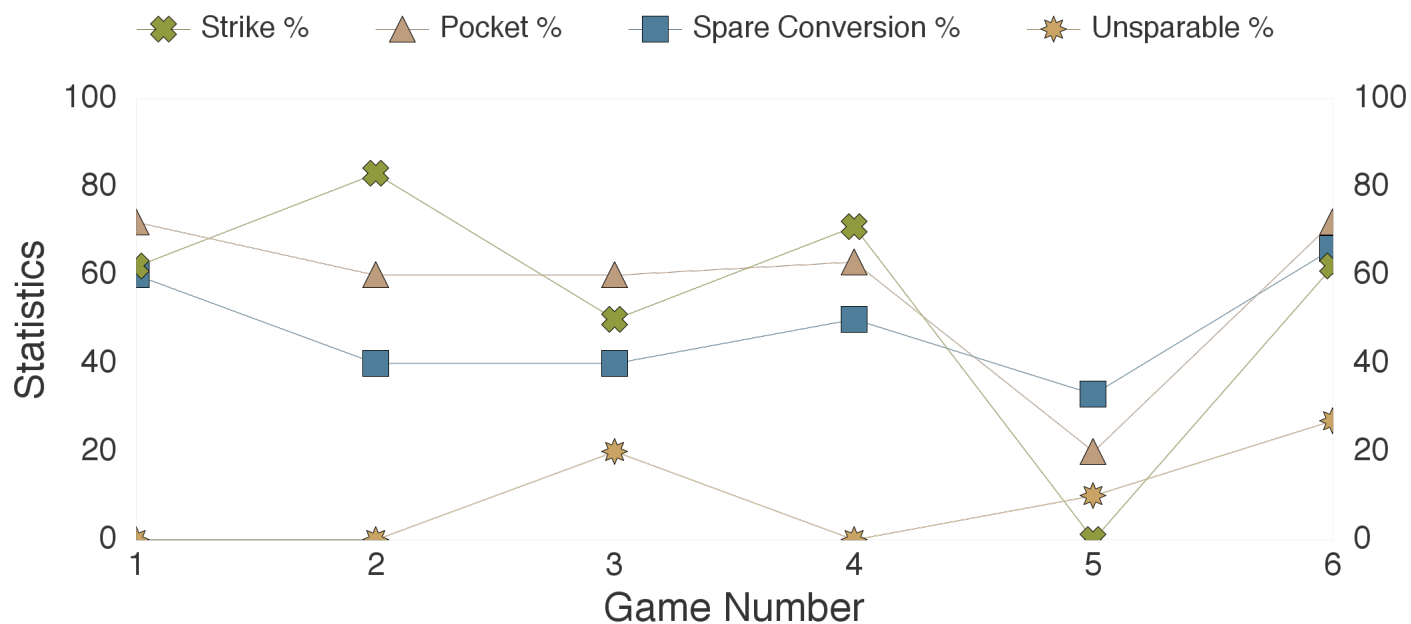 Strike % Pocket % Spare Conversion % Unsparable %
100 100
80 80
60 60
40 40
20 20
0 0
1 2 3 4 5 6
Statistics
Game Number